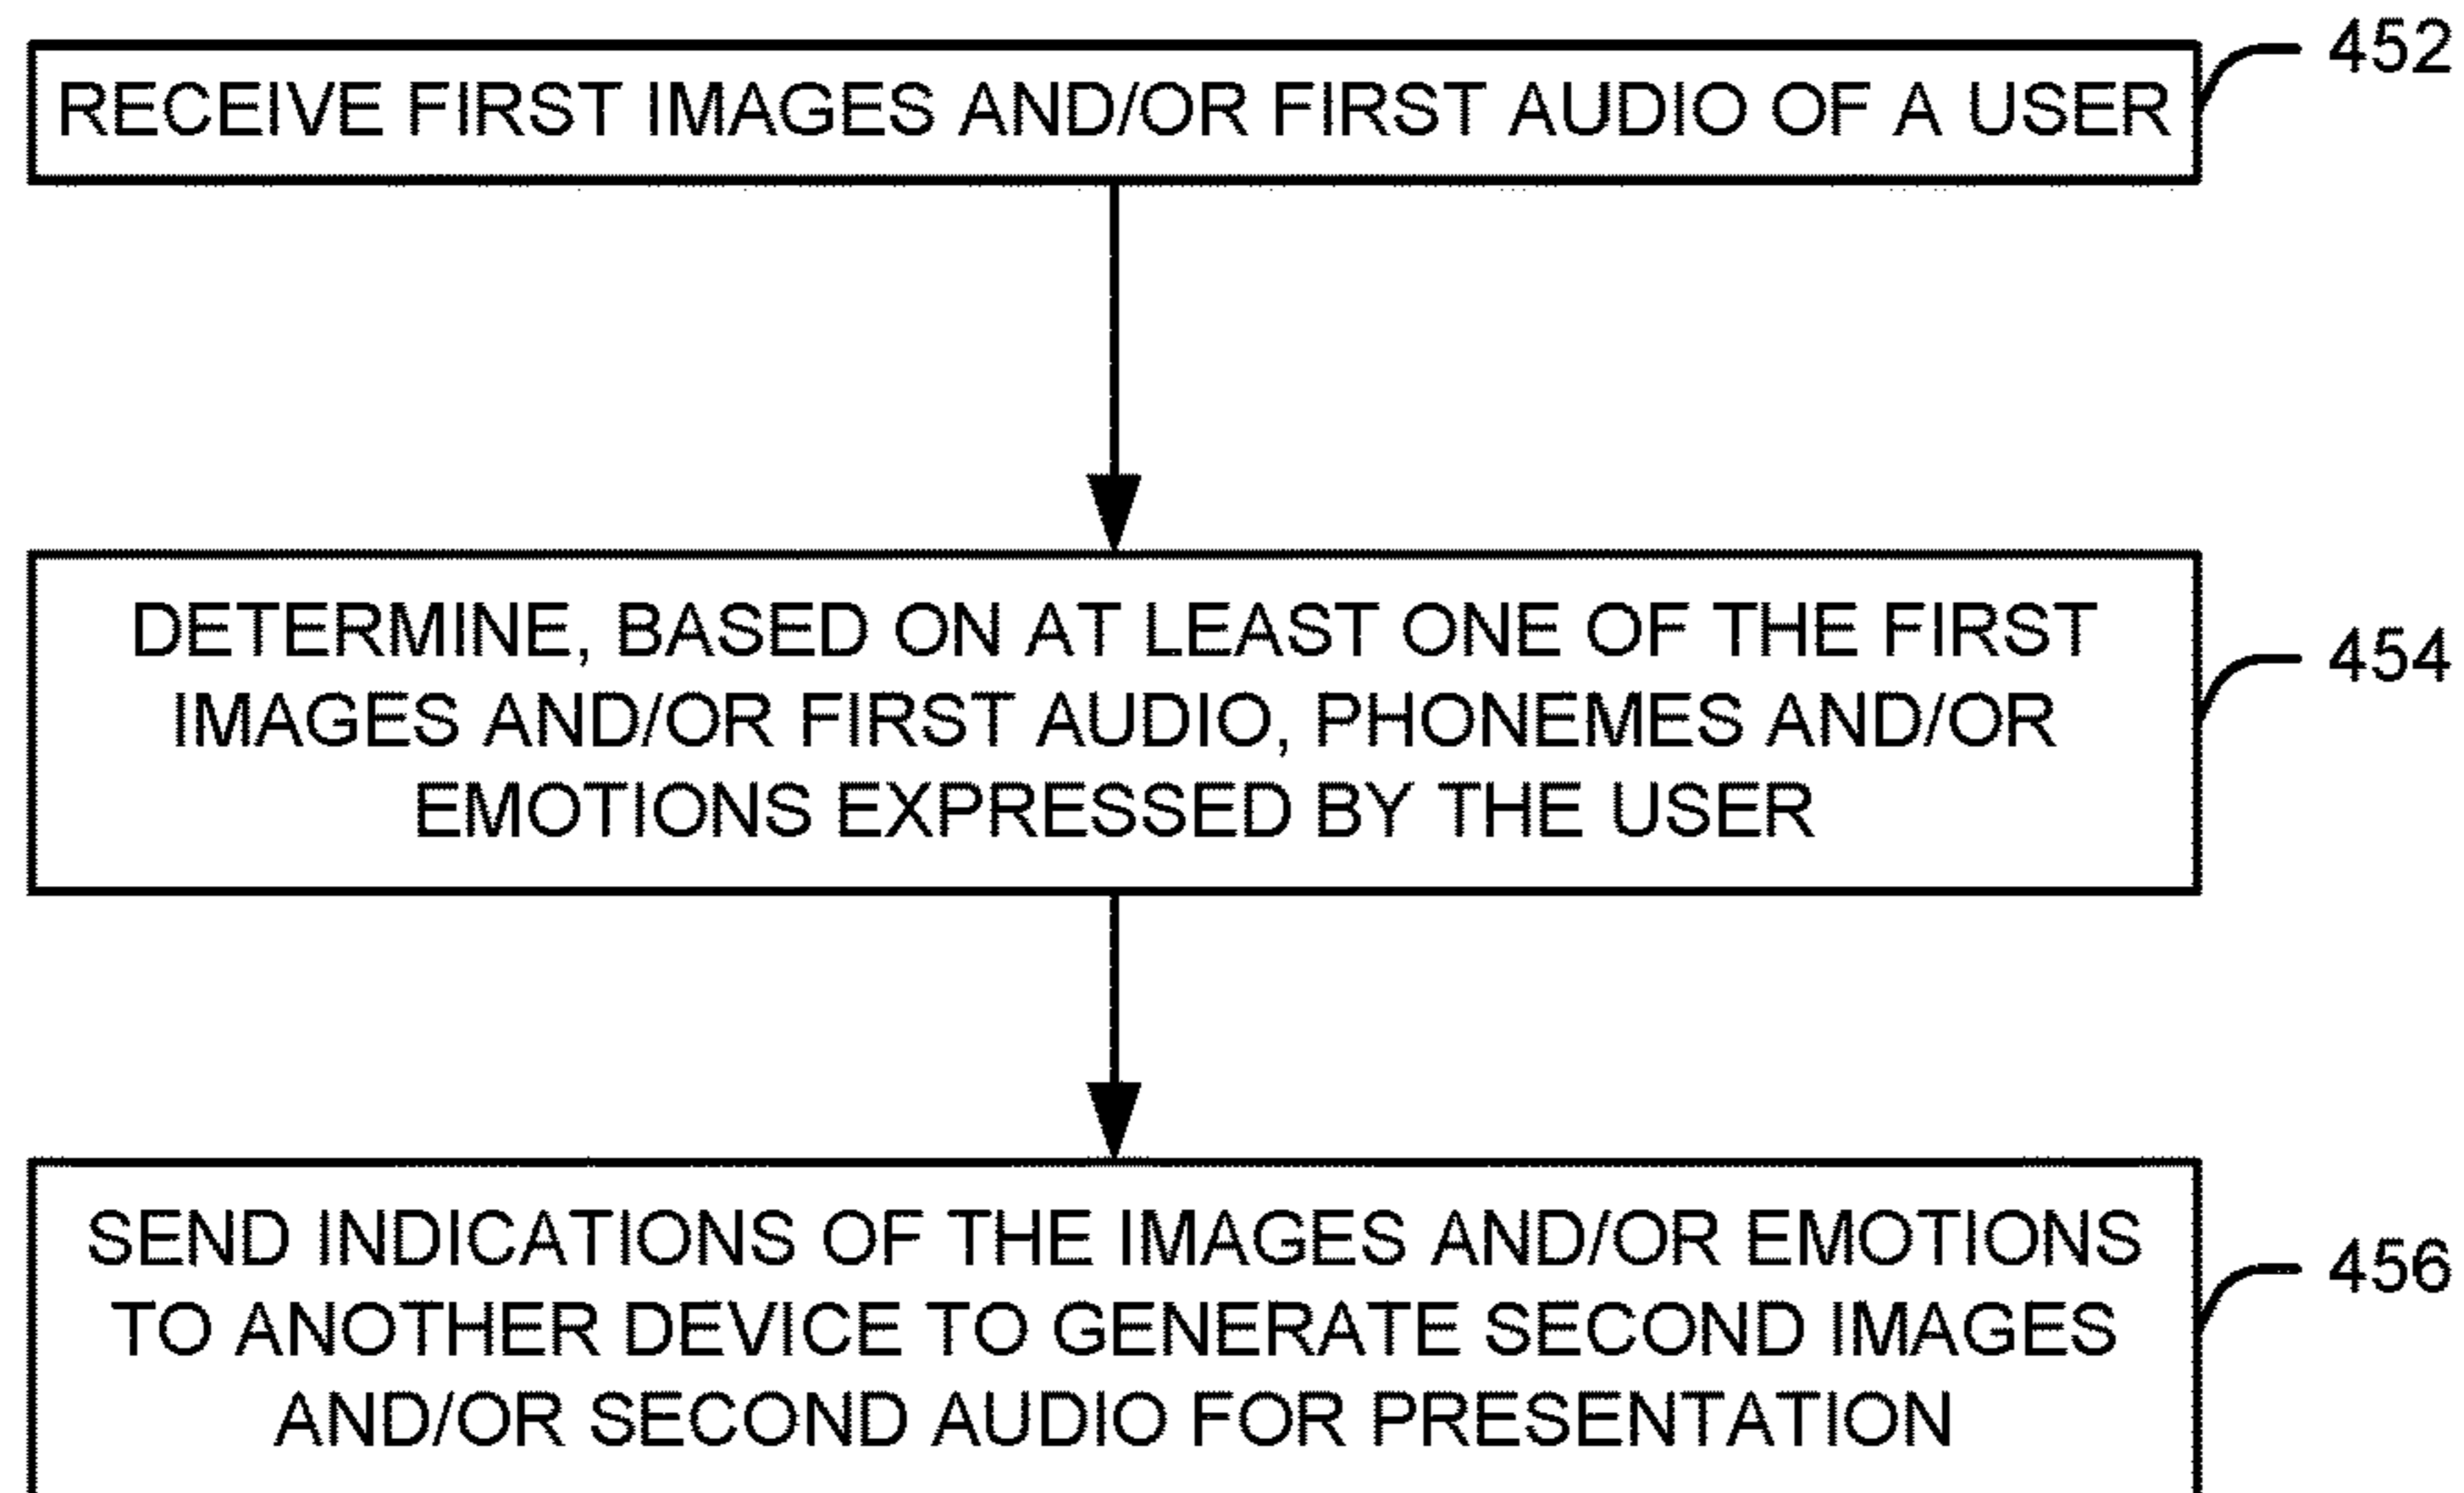 RECEIVE FIRST IMAGES AND/OR FIRST AUDIO OF A USER
452
DETERMINE, BASED ON AT LEAST ONE OF THE FIRST
IMAGES AND/OR FIRST AUDIO, PHONEMES AND/OR
EMOTIONS EXPRESSED BY THE USER
454
SEND INDICATIONS OF THE IMAGES AND/OR EMOTIONS
TO ANOTHER DEVICE TO GENERATE SECOND IMAGES
AND/OR SECOND AUDIO FOR PRESENTATION
456